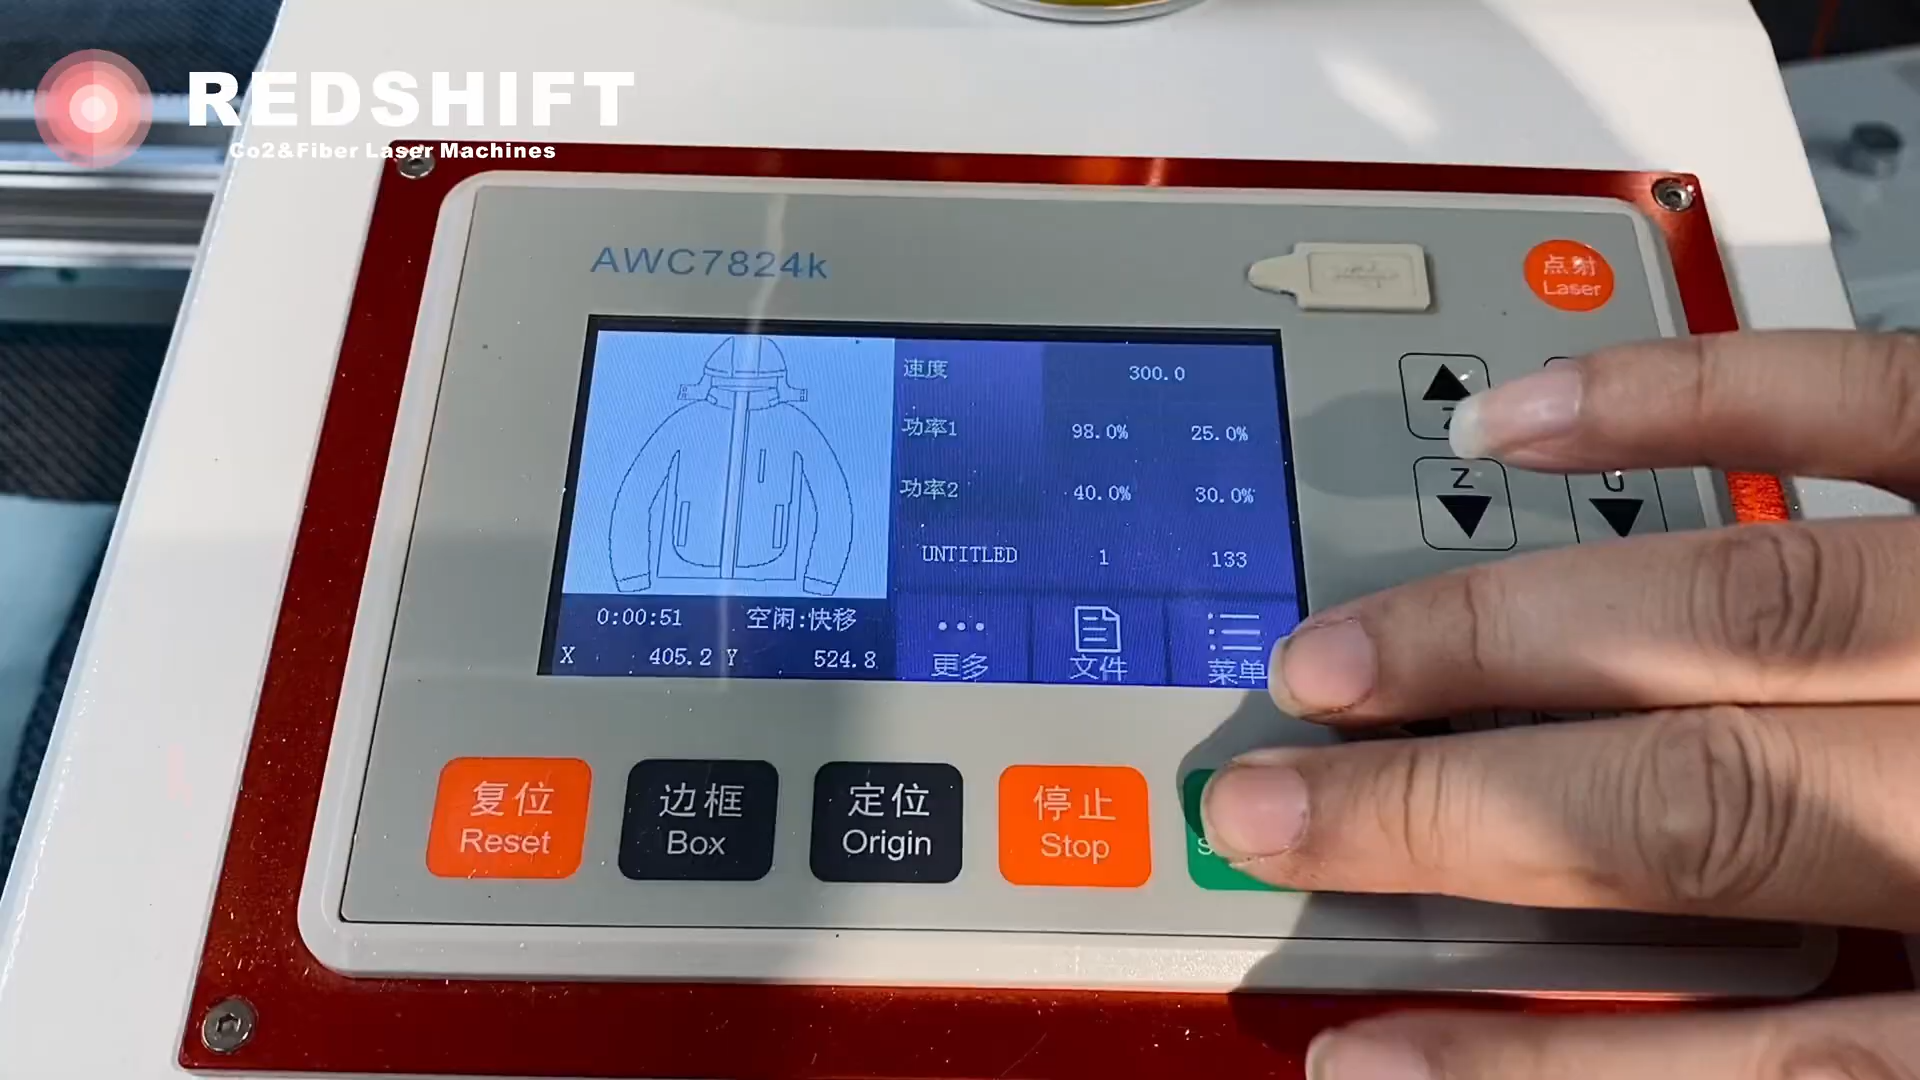 REDSHIFT
Co2&Fiber Laser Machines
AWC7824k
点射
Laser
速度 300.0
功率1 98.0% 25.0%
功率2 40.0% 30.0%
UNTITLED 1 133
0:00:51 空闲:快移
X 405.2 Y 524.8
更多 文件 菜单
Z
Z
U
复位
Reset
边框
Box
定位
Origin
停止
Stop